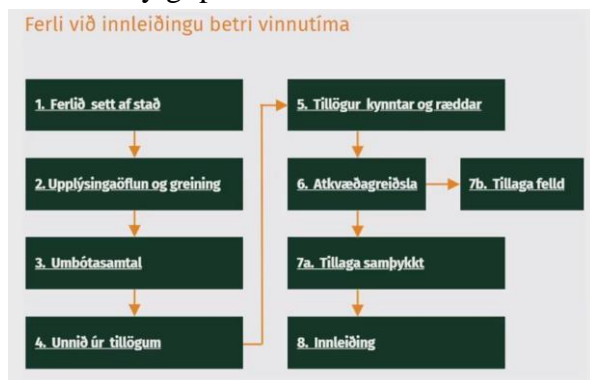 Ferli við innleiðingu betri vinnutíma
1. Ferlið sett af stað
2. Upplýsingaöflun og greining
3. Umbótasamtal
4. Unnið úr tillögum
5. Tillögur kynntar og ræddar
6. Atkvæðagreiðsla
7b. Tillaga felld
7a. Tillaga samþykkt
8. Innleiðing